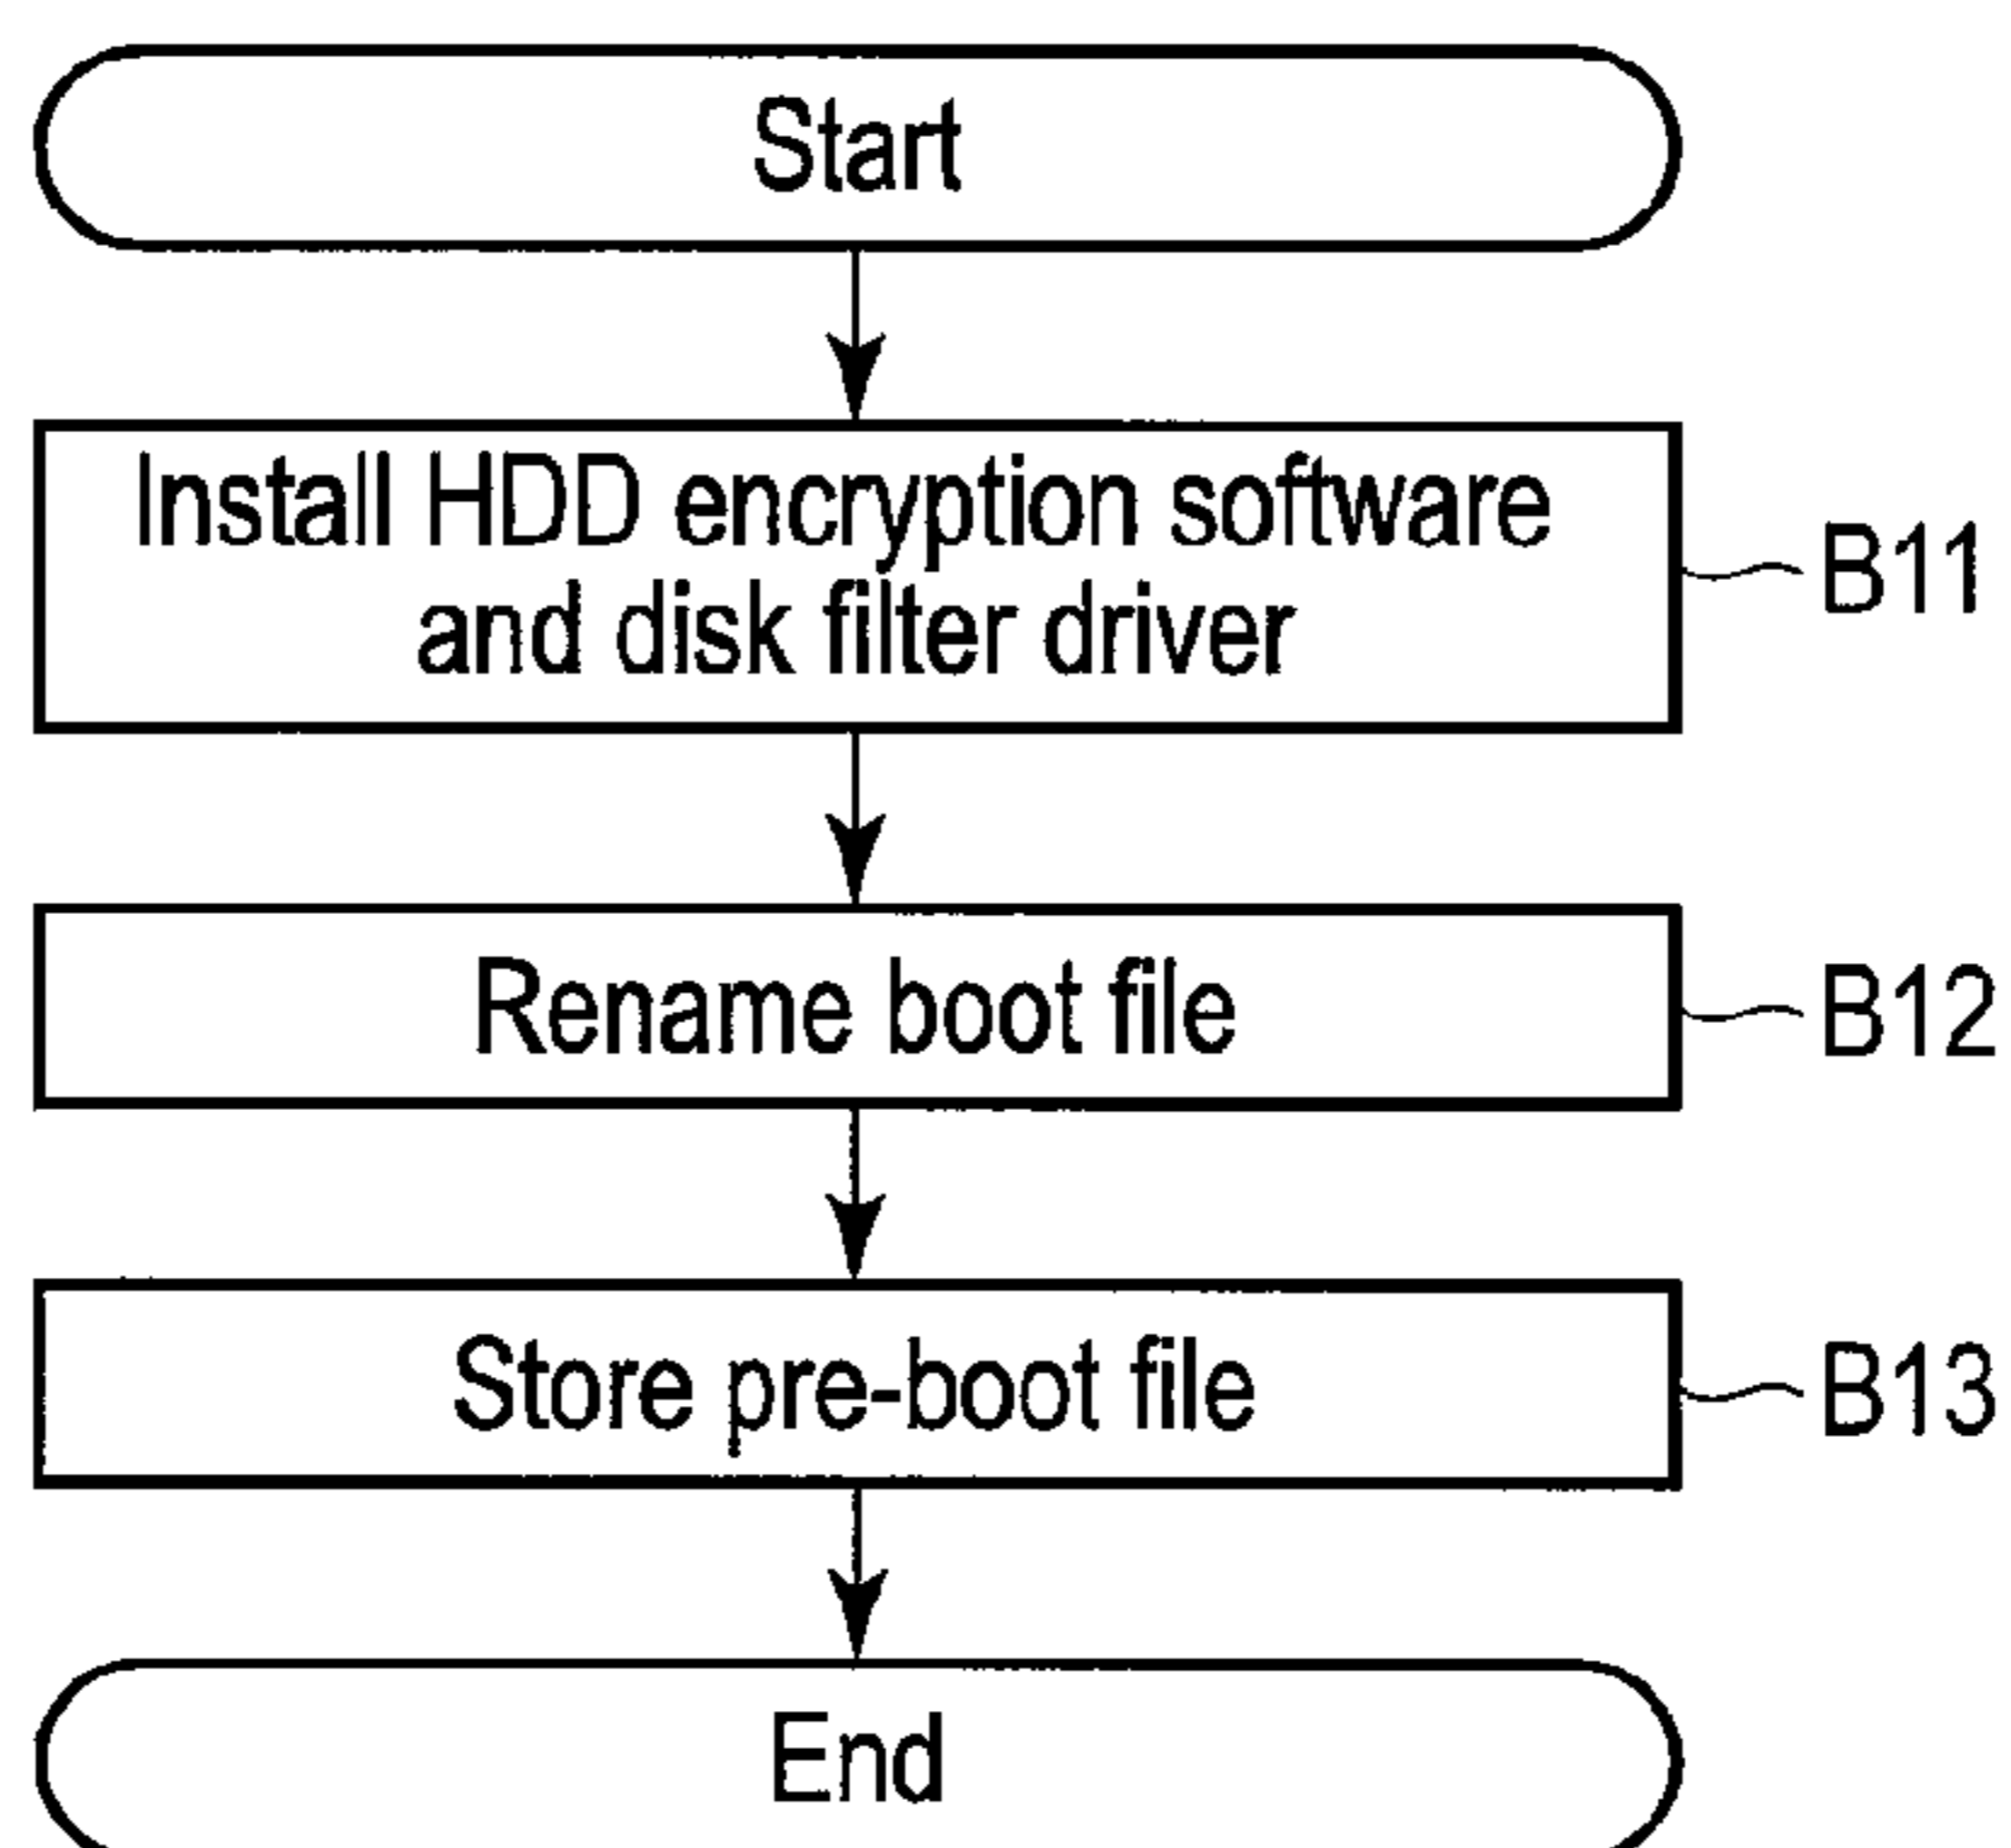 Start
Install HDD encryption software
and disk filter driver
B11
Rename boot file
B12
Store pre-boot file
B13
End